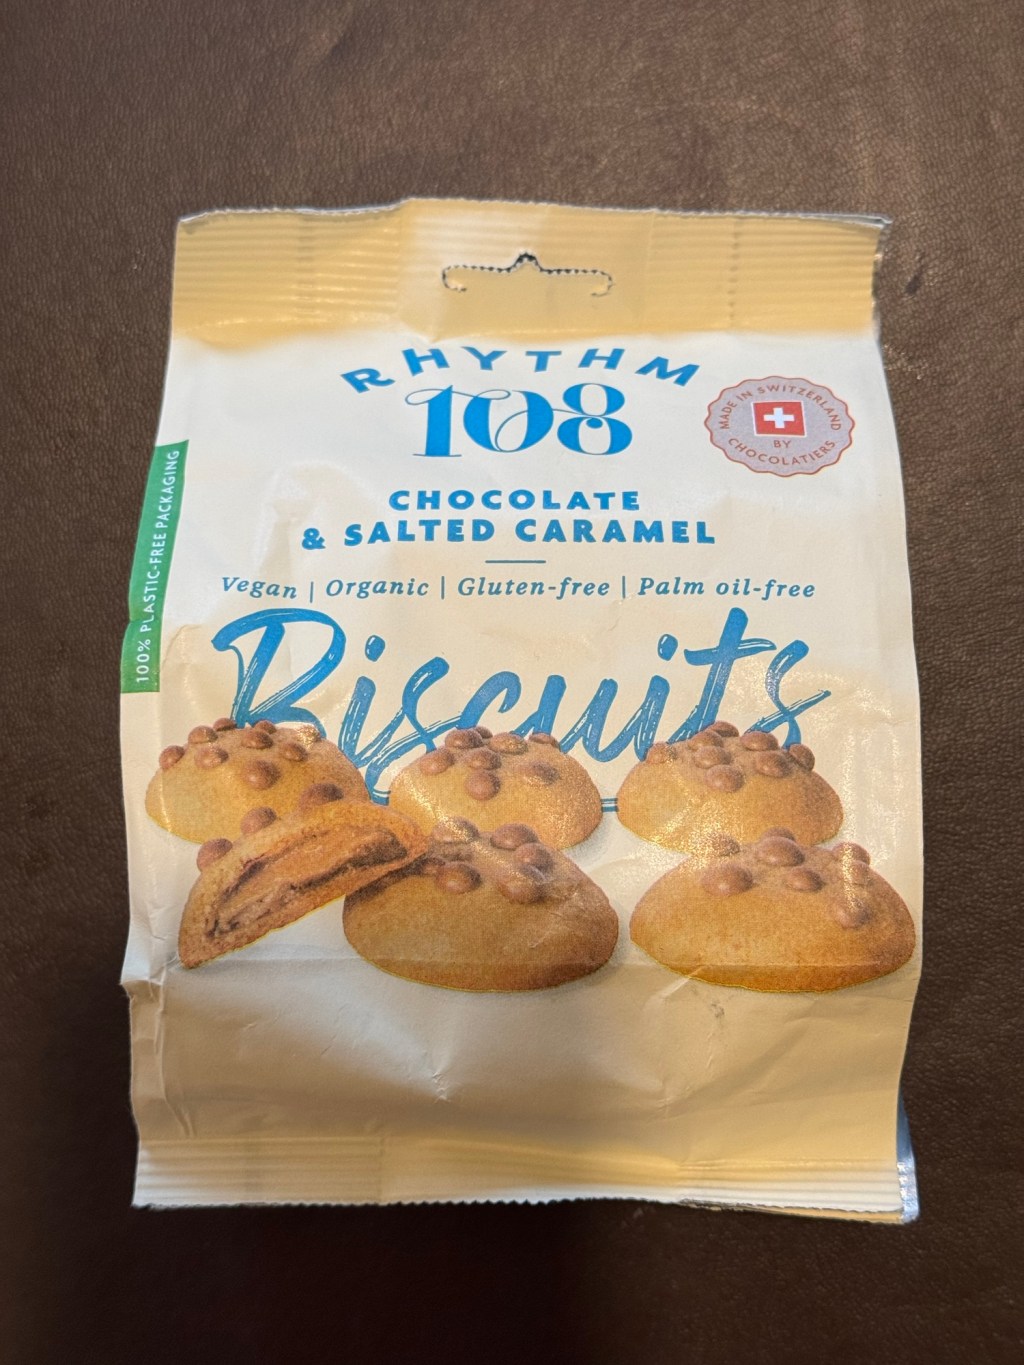 RHYTHM
108
MADE IN SWITZERLAND
BY
CHOCOLATIERS
CHOCOLATE
& SALTED CARAMEL
Vegan | Organic | Gluten-free | Palm oil-free
Biscuits
100% PLASTIC-FREE PACKAGING